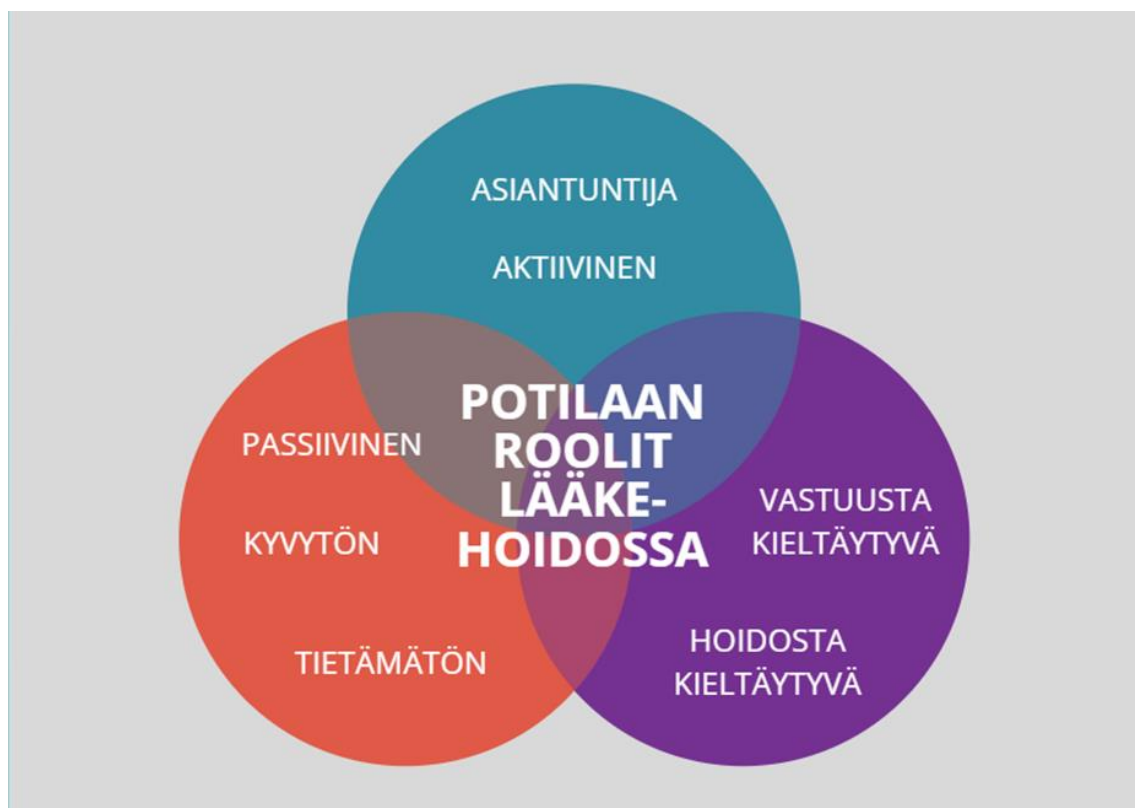 ASIANTUNTIJA
AKTIIVINEN
POTILAAN
ROOLIT
LÄÄKE-
HOIDOSSA
PASSIIVINEN
KYVYTÖN
TIETÄMÄTÖN
VASTUUSTA
KIELTÄYTYVÄ
HOIDOSTA
KIELTÄYTYVÄ